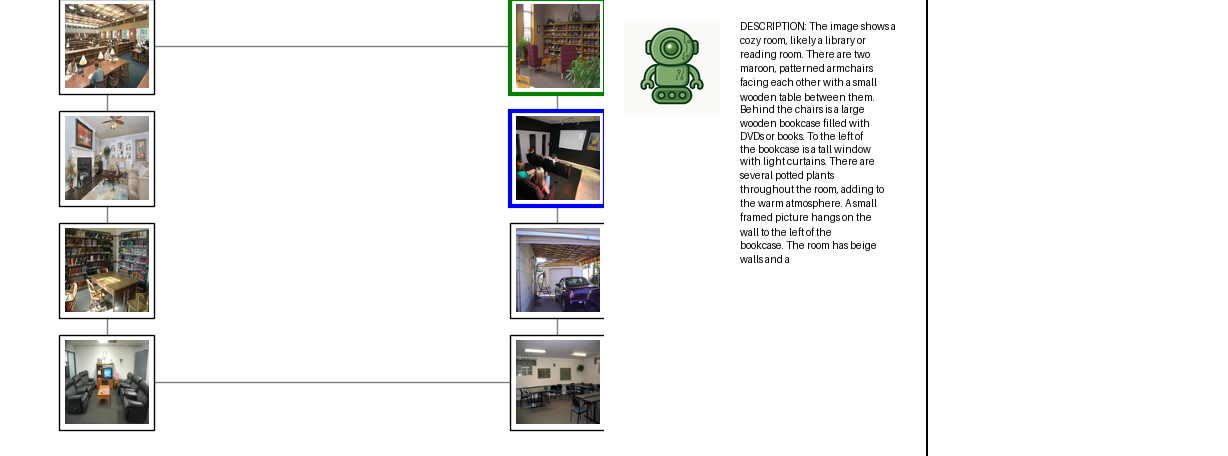 DESCRIPTION: The image shows a
cozy room, likely a library or
reading room. There are two
maroon, patterned armchairs
facing each other with a small
wooden table between them.
Behind the chairs is a large
wooden bookcase filled with
DVDs or books. To the left of
the bookcase is a tall window
with light curtains. There are
several potted plants
throughout the room, adding to
the warm atmosphere. A small
framed picture hangs on the
wall to the left of the
bookcase. The room has beige
walls and a